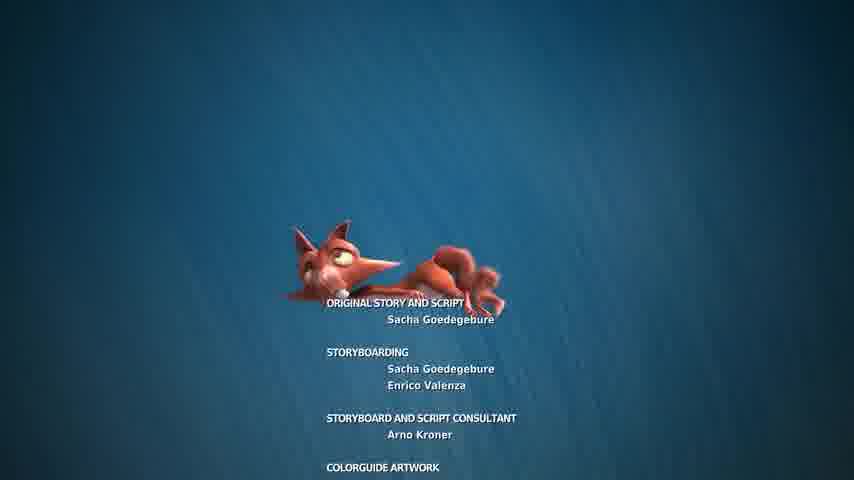 ORIGINAL STORY AND SCRIPT
Sacha Goedegebure
STORYBOARDING
Sacha Goedegebure
Enrico Valenza
STORYBOARD AND SCRIPT CONSULTANT
Arno Kroner
COLORGUIDE ARTWORK